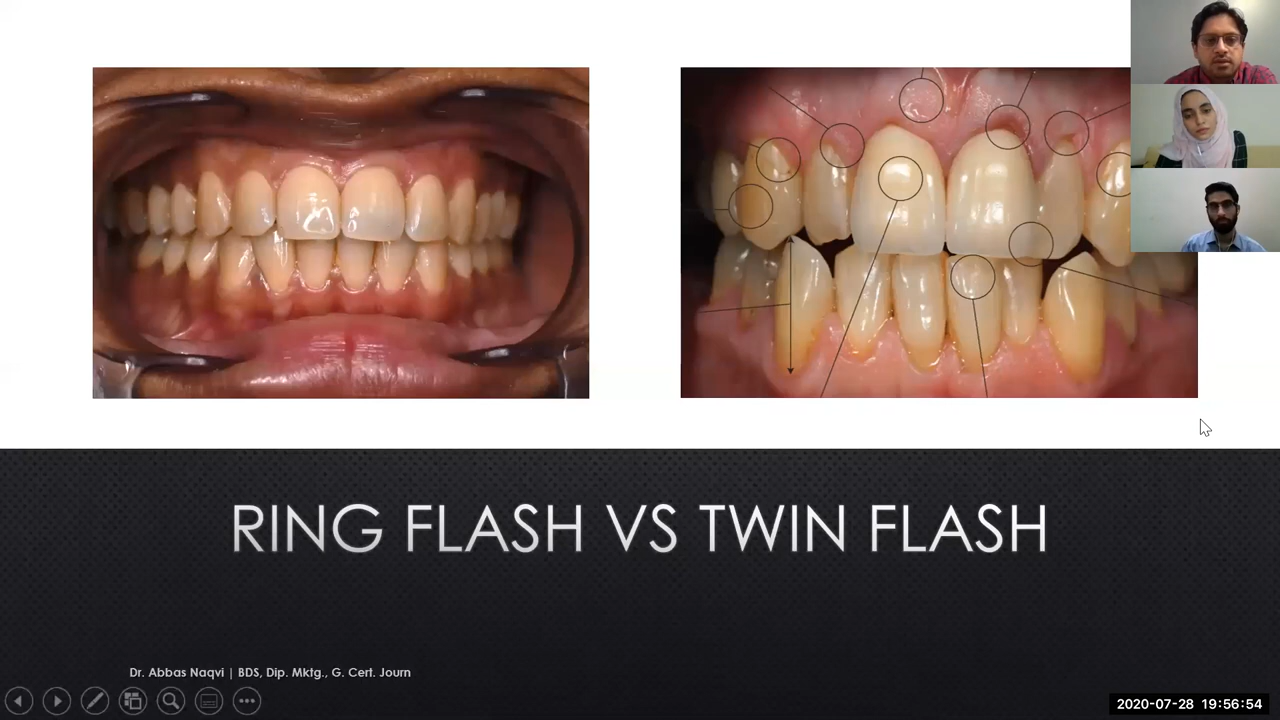 RING FLASH VS TWIN FLASH
Dr. Abbas Naqvi | BDS, Dip. Mktg., G. Cert. Journ
2020-07-28 19:56:54